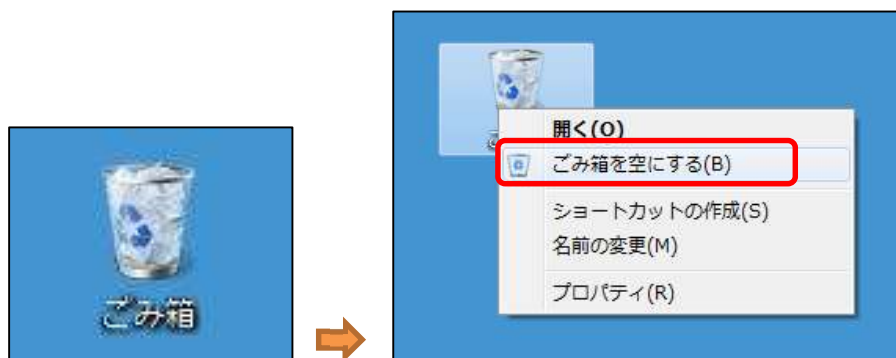 ごみ箱
開く(O)
ごみ箱を空にする(B)
ショートカットの作成(S)
名前の変更(M)
プロパティ(R)